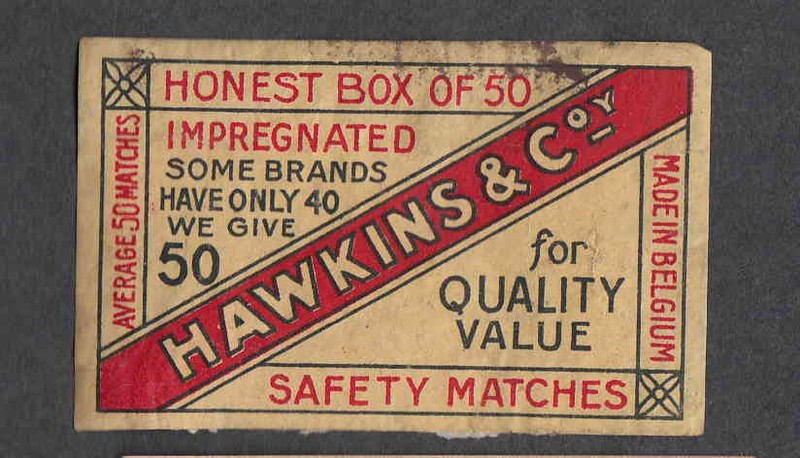 HONEST BOX OF 50
AVERAGE 50 MATCHES
IMPREGNATED
SOME BRANDS
HAVE ONLY 40
WE GIVE
50
HAWKINS & COY
for
QUALITY
VALUE
MADE IN BELGIUM
SAFETY MATCHES